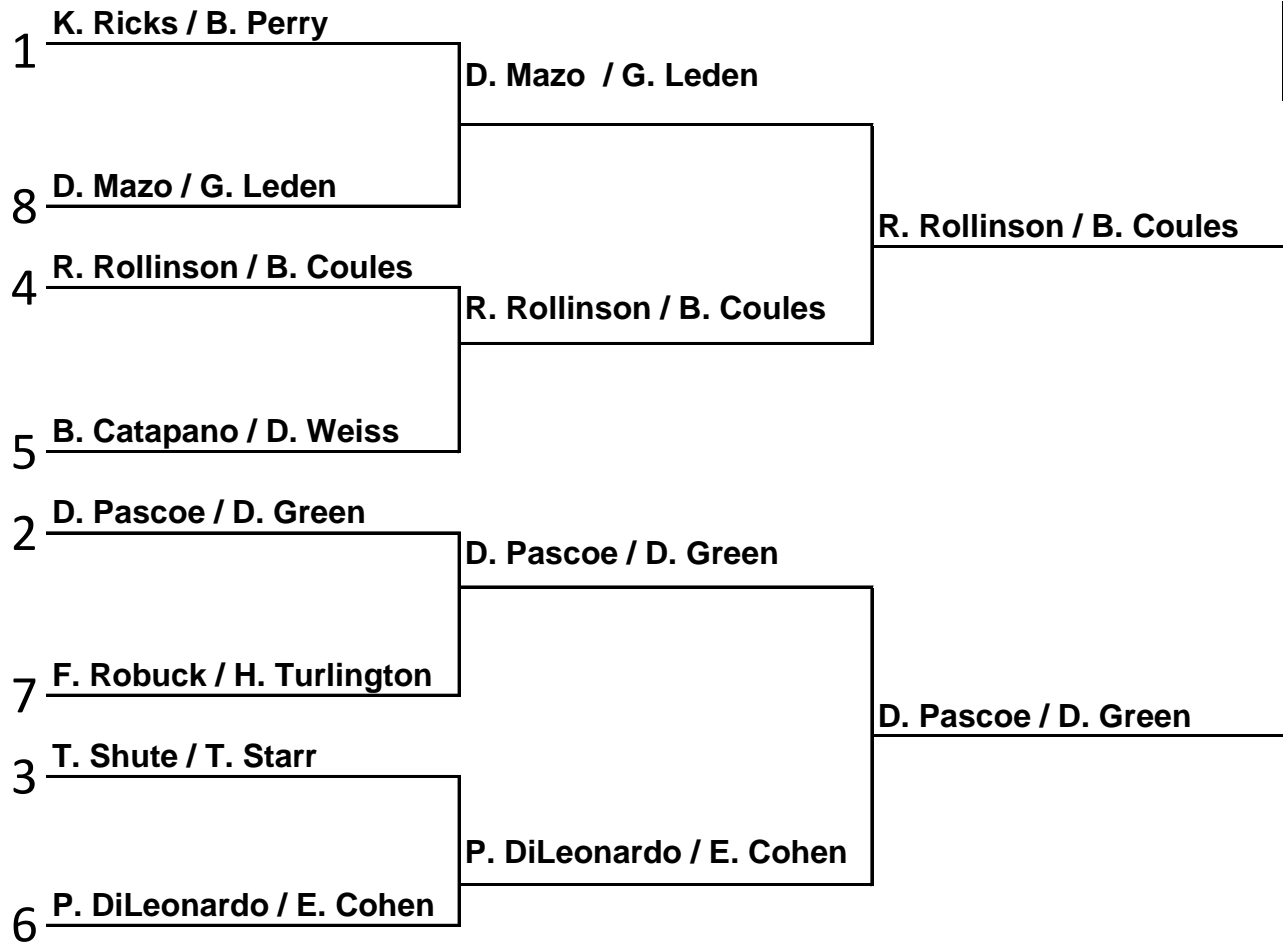 K. Ricks / B. Perry
1
D. Mazo / G. Leden
D. Mazo / G. Leden
8
R. Rollinson / B. Coules
R. Rollinson / B. Coules
4
R. Rollinson / B. Coules
B. Catapano / D. Weiss
5
D. Pascoe / D. Green
2
D. Pascoe / D. Green
F. Robuck / H. Turlington
7
D. Pascoe / D. Green
T. Shute / T. Starr
3
P. DiLeonardo / E. Cohen
P. DiLeonardo / E. Cohen
6